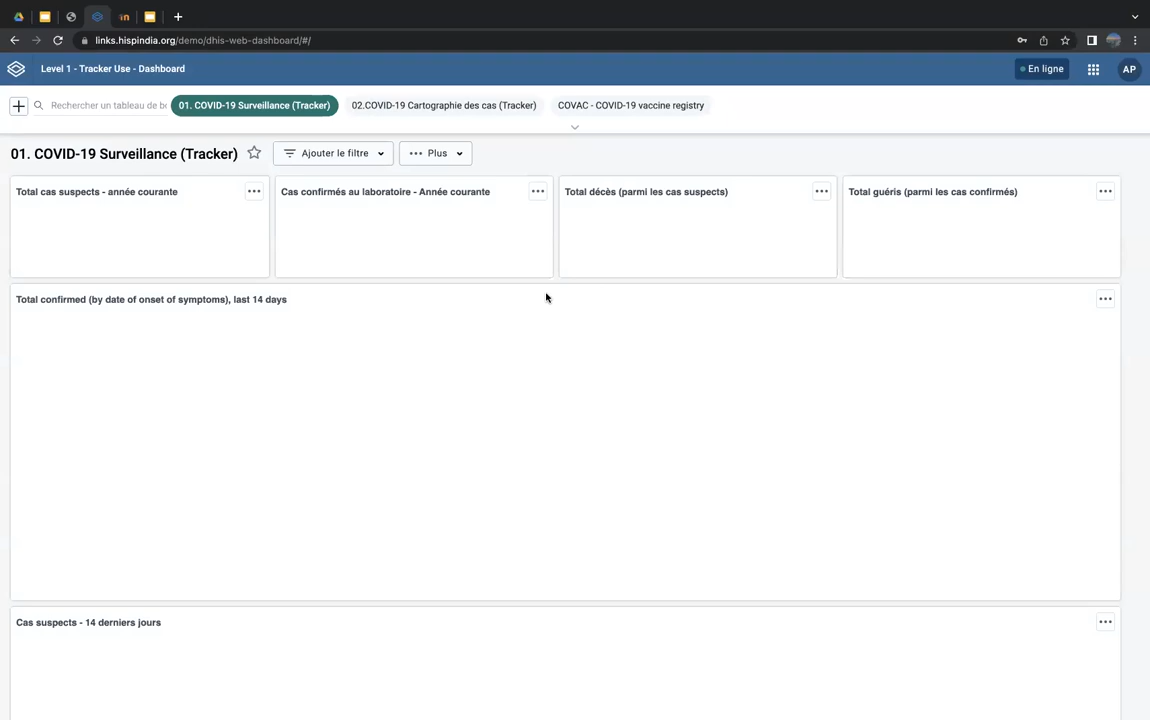 links.hispindia.org/demo/dhis-web-dashboard/#/
Level 1 - Tracker Use - Dashboard
En ligne
AP
Rechercher un tableau de
01. COVID-19 Surveillance (Tracker)
02.COVID-19 Cartographie des cas (Tracker)
COVAC - COVID-19 vaccine registry
01. COVID-19 Surveillance (Tracker)
Ajouter le filtre
Plus
Total cas suspects - année courante
Cas confirmés au laboratoire - Année courante
Total décès (parmi les cas suspects)
Total guéris (parmi les cas confirmés)
Total confirmed (by date of onset of symptoms), last 14 days
Cas suspects - 14 derniers jours